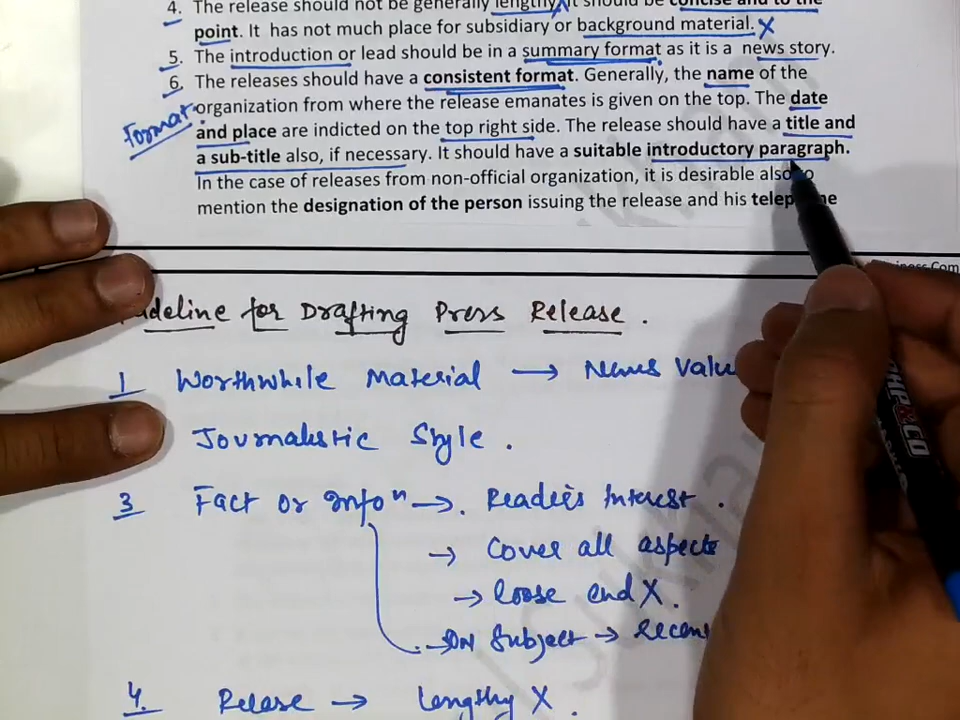 4. The release should not be generally lengthy. It should be concise and to the
point. It has not much place for subsidiary or background material. X
5. The introduction or lead should be in a summary format as it is a news story.
6. The releases should have a consistent format. Generally, the name of the
Format organization from where the release emanates is given on the top. The date
and place are indicted on the top right side. The release should have a title and
a sub-title also, if necessary. It should have a suitable introductory paragraph.
In the case of releases from non-official organization, it is desirable also to
mention the designation of the person issuing the release and his
Com
for Drafting Press Release.
1 Worthwhile Material → News
Journalistic Style.
3 Fact or Infoⁿ → Reader's Interest.
→ Cover all
→ loose end X.
Subject →
4. Relase → lengthy X.